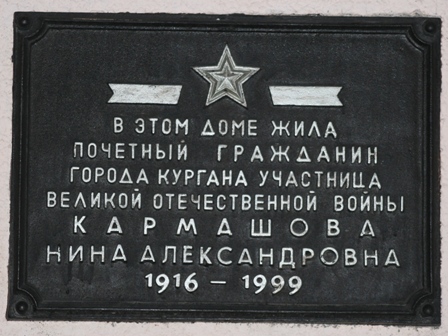 В ЭТОМ ДОМЕ ЖИЛА
ПОЧЕТНЫЙ ГРАЖДАНИН
ГОРОДА КУРГАНА УЧАСТНИЦА
ВЕЛИКОЙ ОТЕЧЕСТВЕННОЙ ВОЙНЫ
КАРМАШОВА
НИНА АЛЕКСАНДРОВНА
1916 – 1999